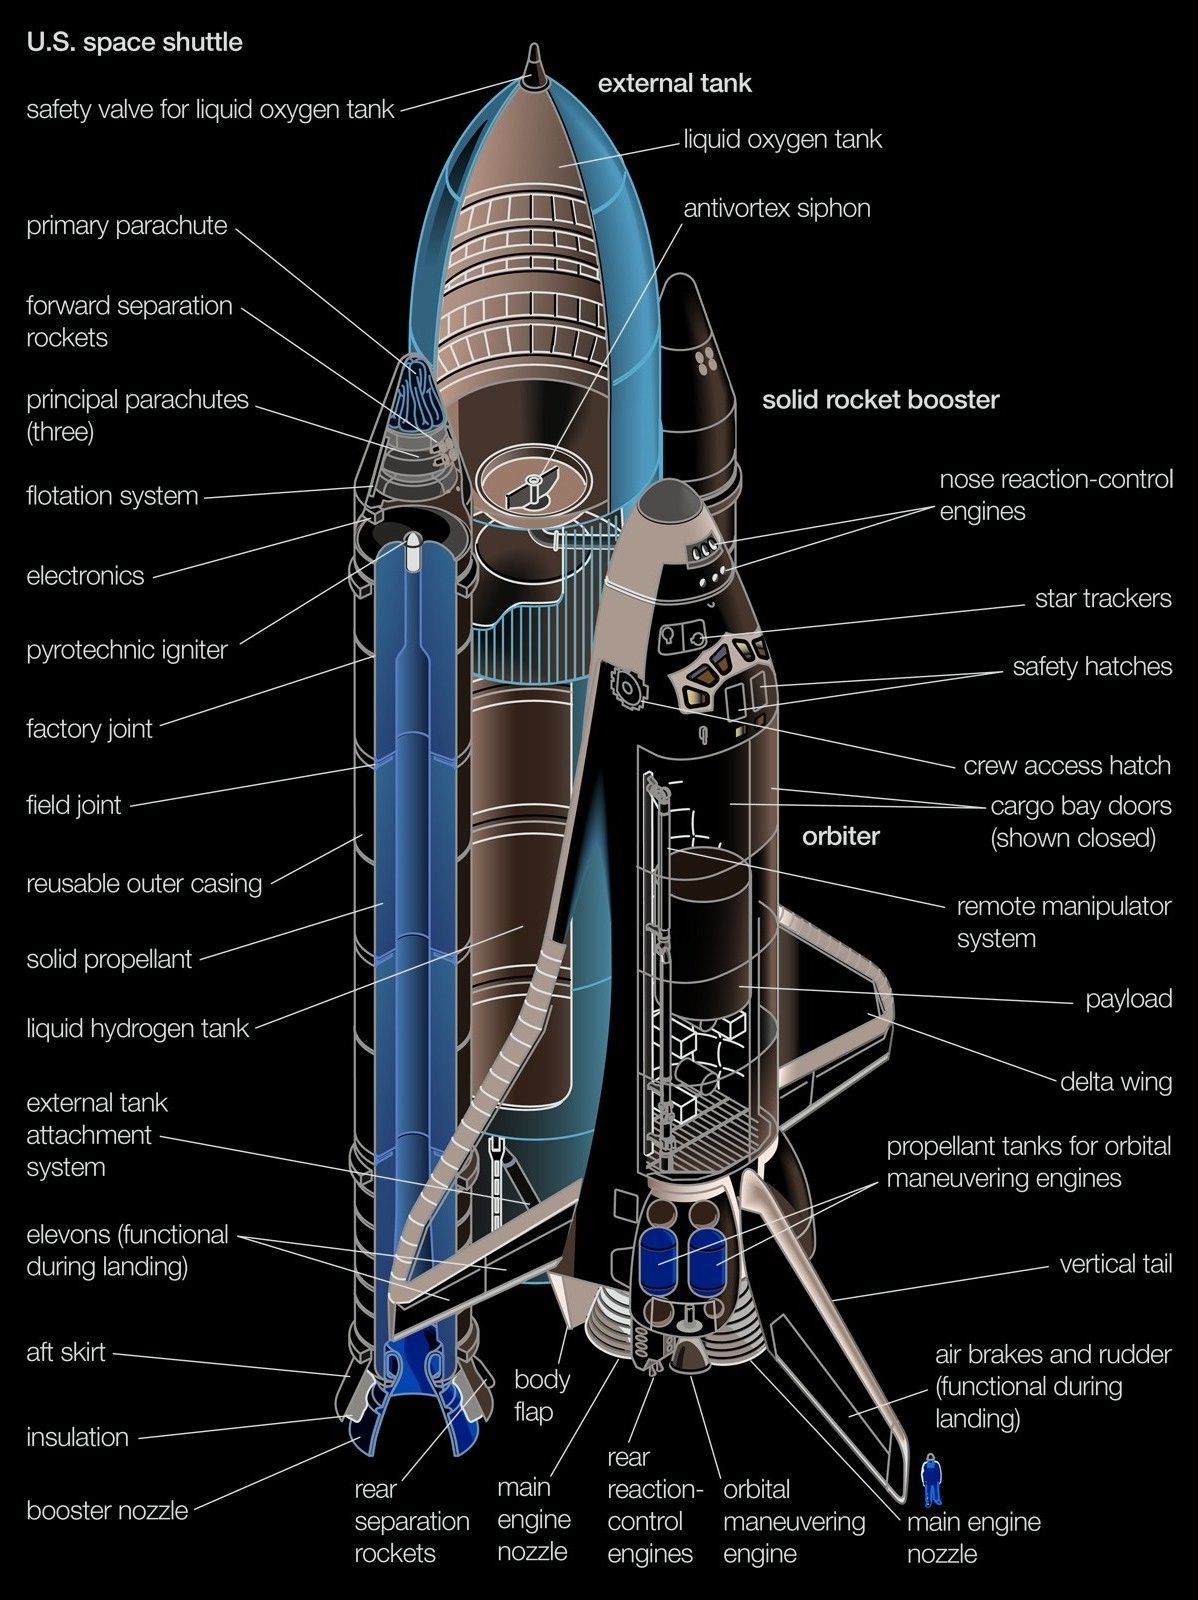 U.S. space shuttle
safety valve for liquid oxygen tank
external tank
liquid oxygen tank
antivortex siphon
primary parachute
forward separation
rockets
principal parachutes
(three)
solid rocket booster
flotation system
nose reaction-control
engines
electronics
star trackers
pyrotechnic igniter
safety hatches
factory joint
crew access hatch
field joint
cargo bay doors
(shown closed)
orbiter
reusable outer casing
remote manipulator
system
solid propellant
payload
liquid hydrogen tank
delta wing
external tank
attachment
system
propellant tanks for orbital
maneuvering engines
elevons (functional
during landing)
vertical tail
aft skirt
air brakes and rudder
(functional during
landing)
body
flap
insulation
booster nozzle
rear
separation
rockets
main
engine
nozzle
rear
reaction-
control
engines
orbital
maneuvering
engine
main engine
nozzle